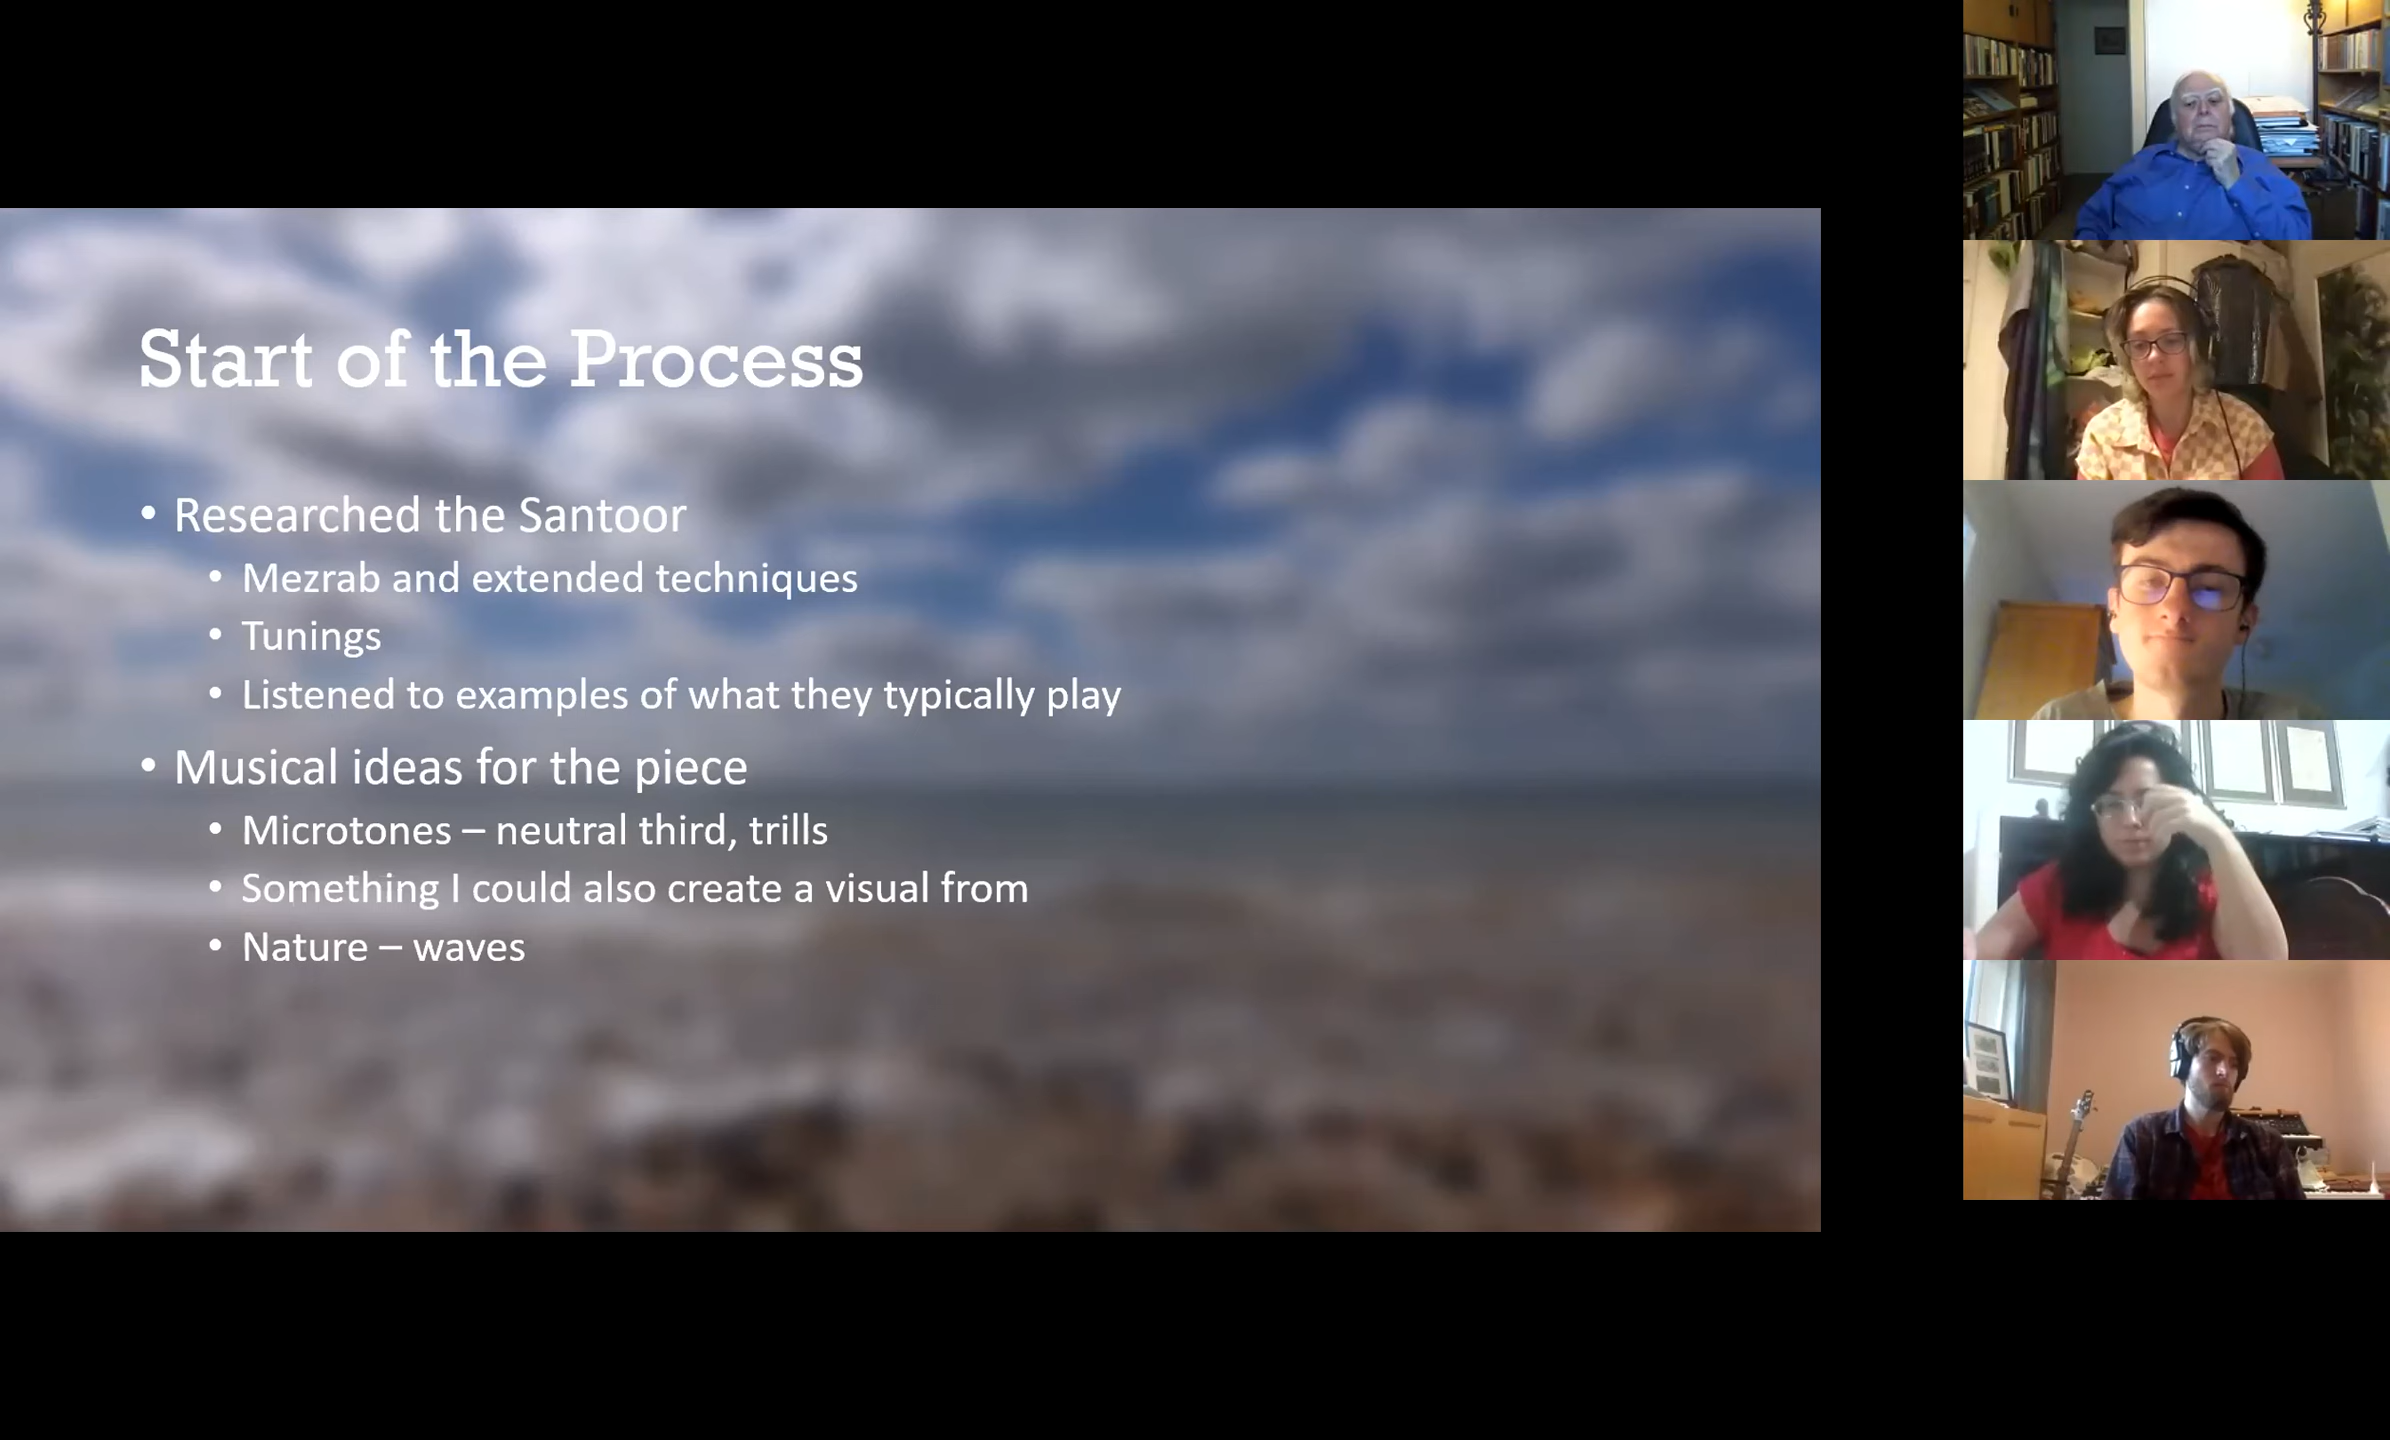 Start of the Process
• Researched the Santoor
• Mezrab and extended techniques
• Tunings
• Listened to examples of what they typically play
• Musical ideas for the piece
• Microtones – neutral third, trills
• Something I could also create a visual from
• Nature – waves